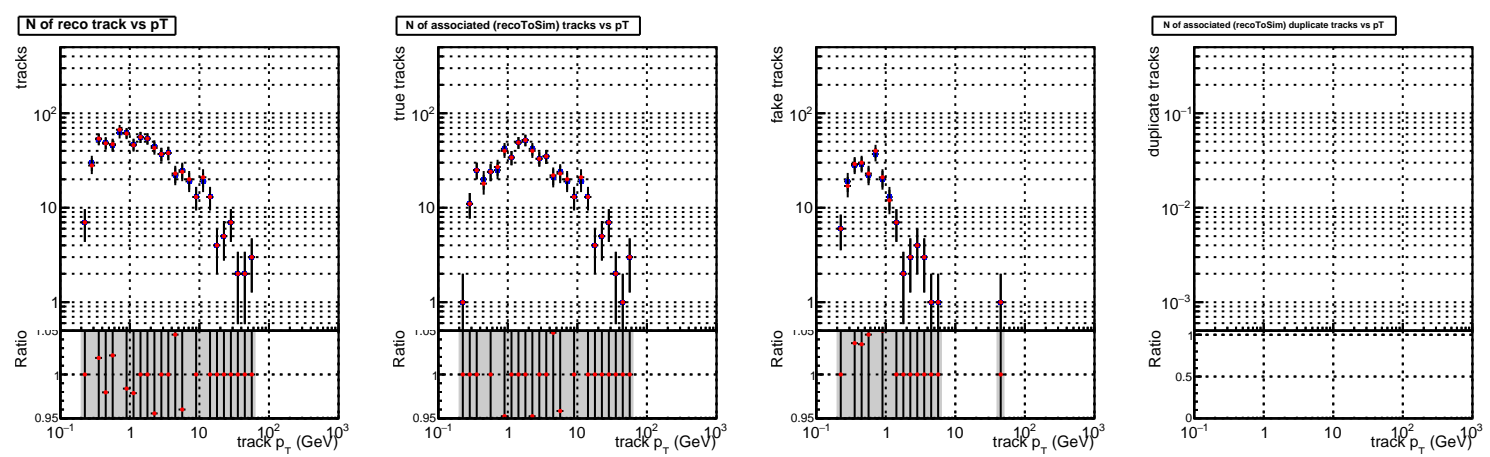 N of reco track vs pT
tracks
10²
10
1
Ratio
1.05
1
0.95
10⁻¹ 1 10 10² 10³
track p_T (GeV)
N of associated (recoToSim) tracks vs pT
true tracks
10²
10
1
Ratio
1.05
1
0.95
10⁻¹ 1 10 10² 10³
track p_T (GeV)
fake tracks
10²
10
1
Ratio
1.05
1
0.95
10⁻¹ 1 10 10² 10³
track p_T (GeV)
N of associated (recoToSim) duplicate tracks vs pT
duplicate tracks
10⁻¹
10⁻²
10⁻³
Ratio
1
0.5
0
10⁻¹ 1 10 10² 10³
track p_T (GeV)